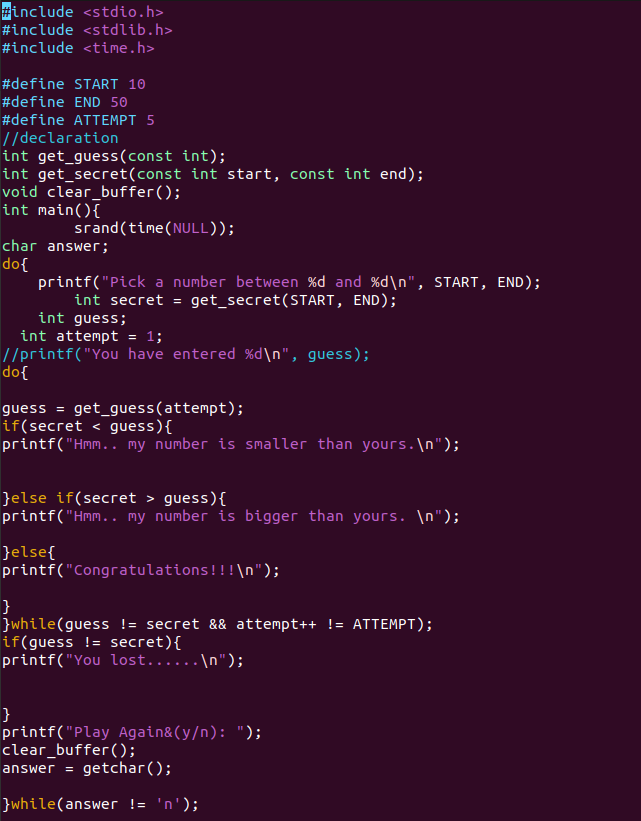 #include <stdio.h>
#include <stdlib.h>
#include <time.h>

#define START 10
#define END 50
#define ATTEMPT 5
//declaration
int get_guess(const int);
int get_secret(const int start, const int end);
void clear_buffer();
int main(){
        srand(time(NULL));
char answer;
do{
    printf("Pick a number between %d and %d\n", START, END);
        int secret = get_secret(START, END);
    int guess;
  int attempt = 1;
//printf("You have entered %d\n", guess);
do{

guess = get_guess(attempt);
if(secret < guess){
printf("Hmm.. my number is smaller than yours.\n");


}else if(secret > guess){
printf("Hmm.. my number is bigger than yours. \n");

}else{
printf("Congratulations!!!\n");

}
}while(guess != secret && attempt++ != ATTEMPT);
if(guess != secret){
printf("You lost......\n");


}
printf("Play Again&(y/n): ");
clear_buffer();
answer = getchar();

}while(answer != 'n');